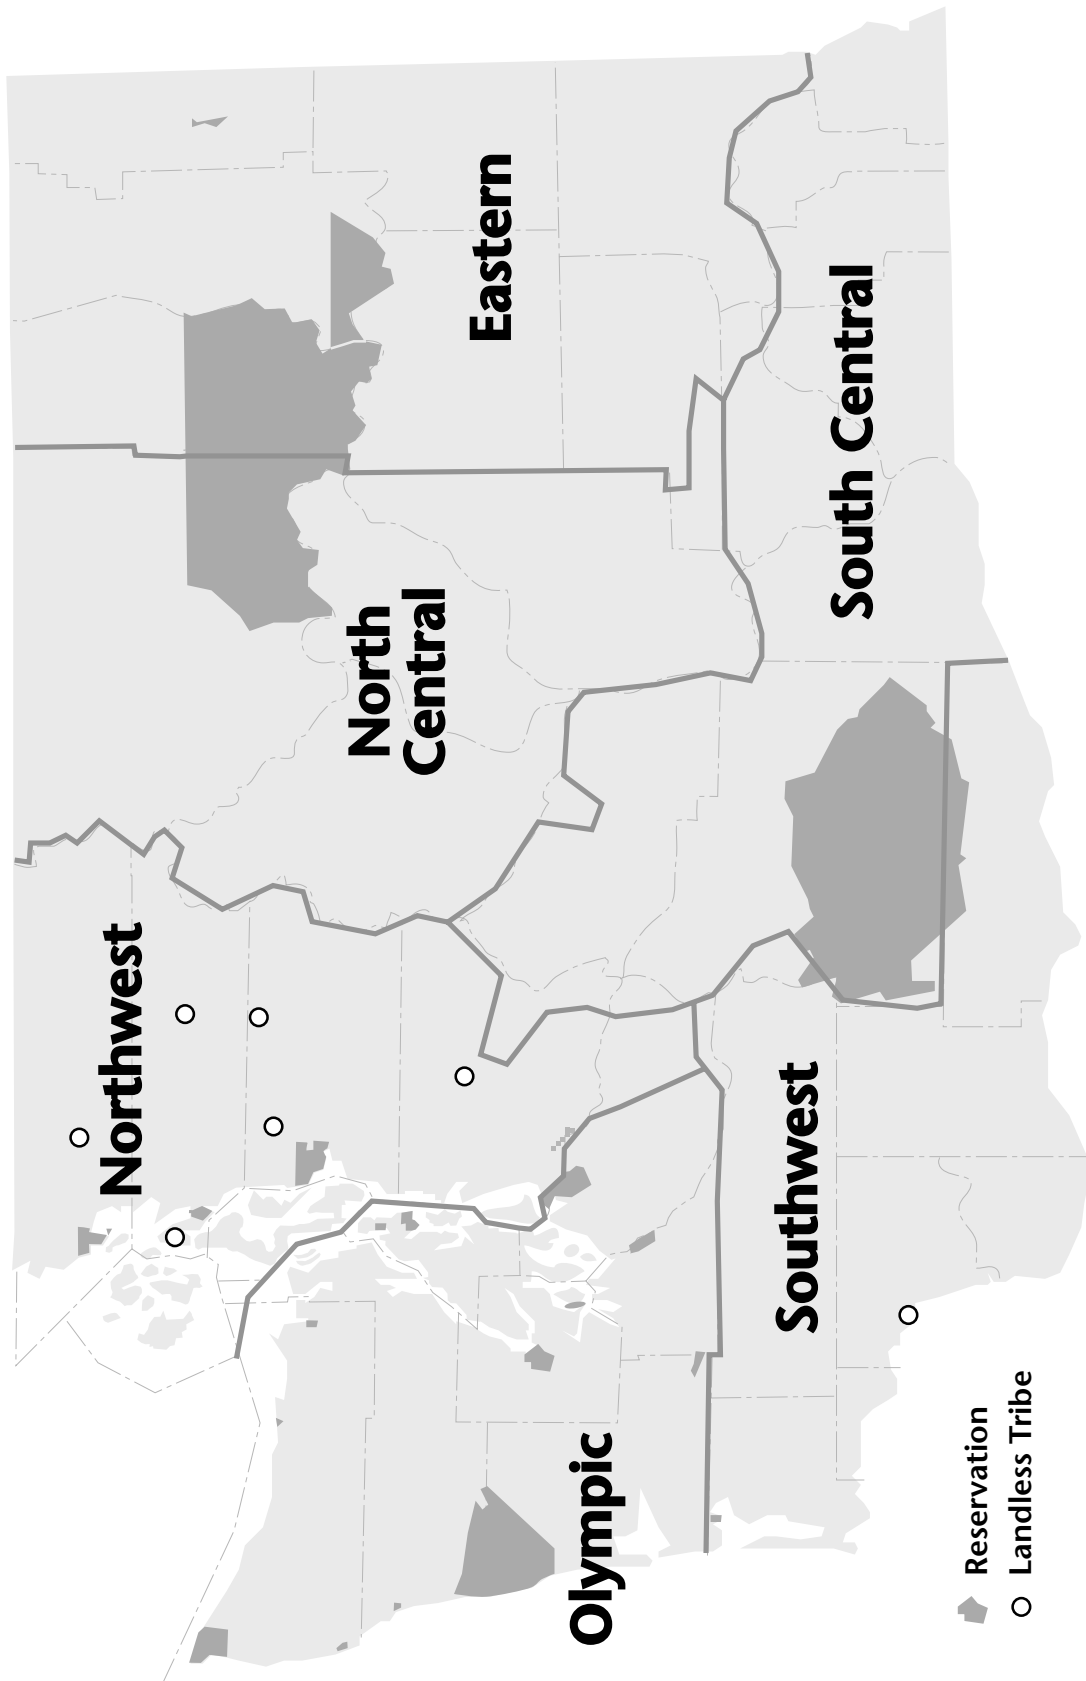 Northwest
North
Central
Eastern
Olympic
Southwest
South Central
Reservation
Landless Tribe